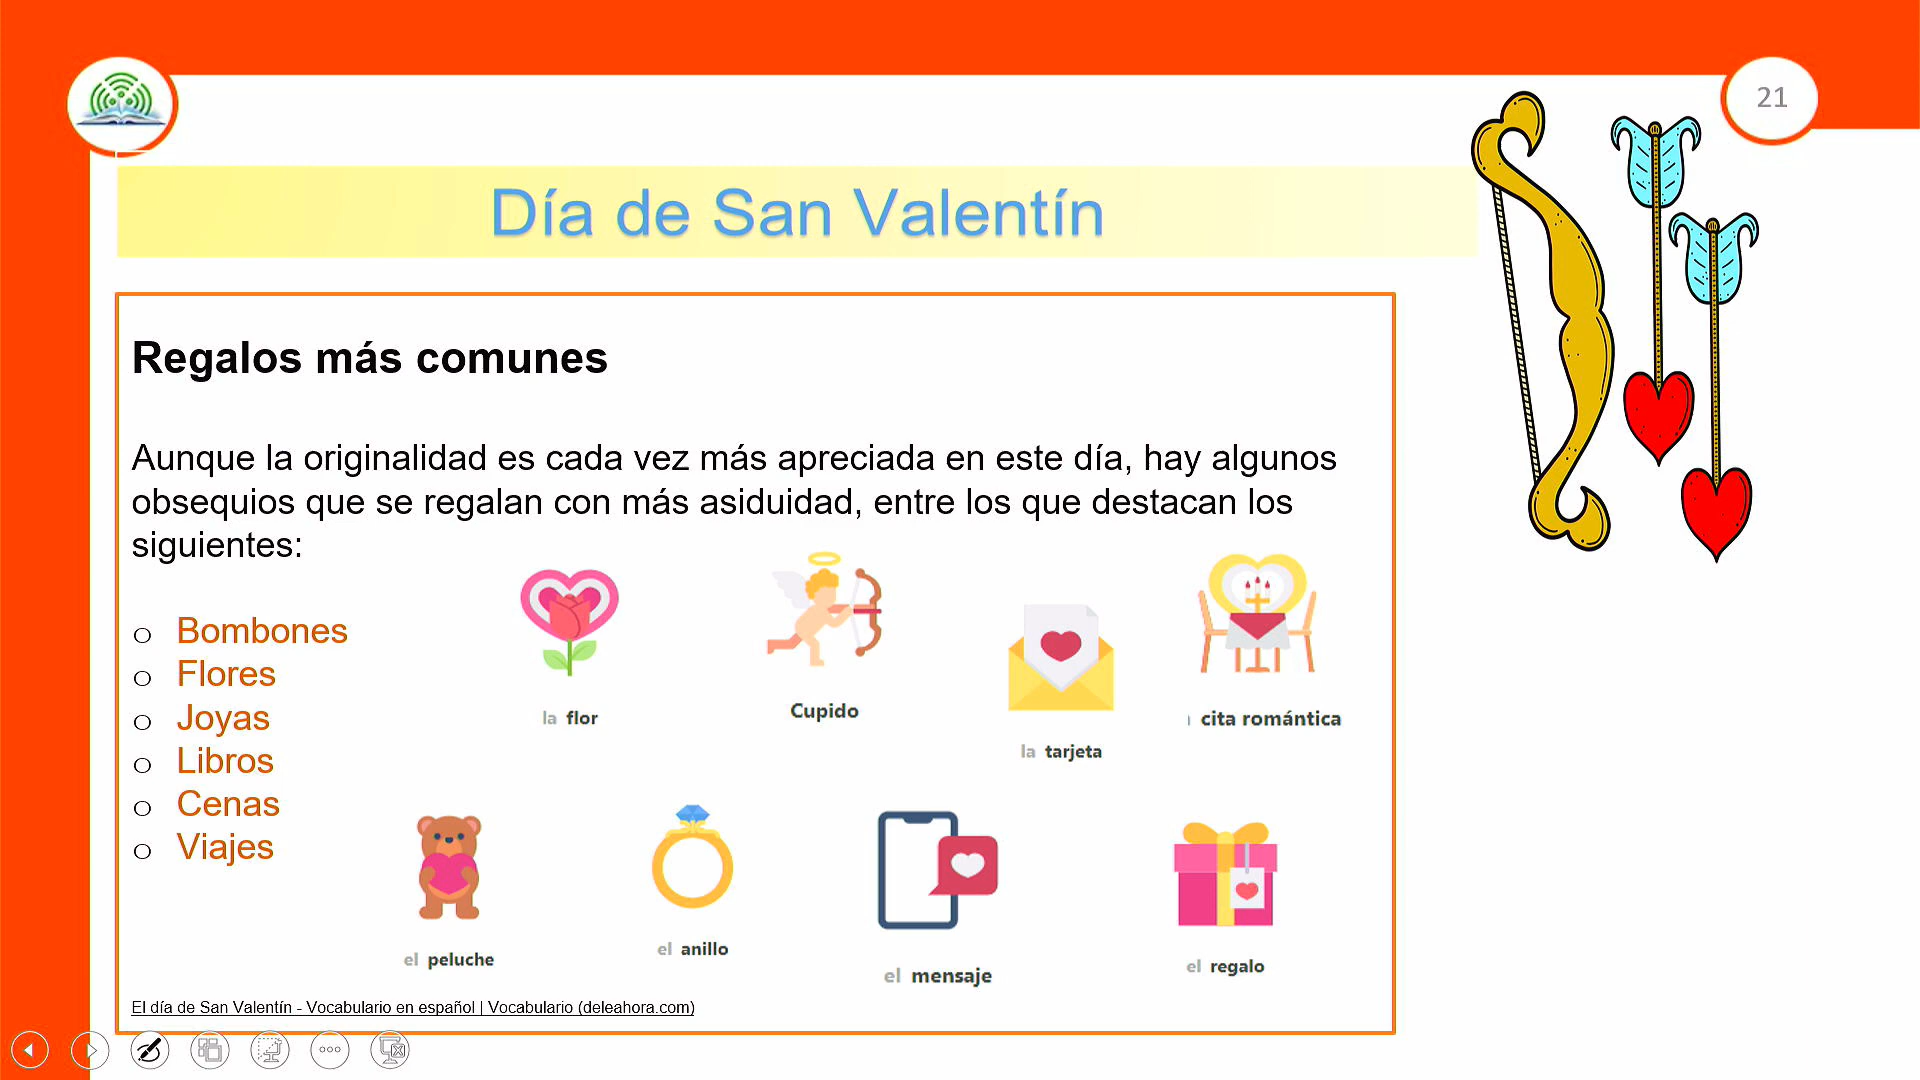 21
Día de San Valentín
Regalos más comunes
Aunque la originalidad es cada vez más apreciada en este día, hay algunos
obsequios que se regalan con más asiduidad, entre los que destacan los
siguientes:
Bombones
Flores
Joyas
Libros
Cenas
Viajes
la flor
Cupido
la tarjeta
cita romántica
el peluche
el anillo
el mensaje
el regalo
El día de San Valentín - Vocabulario en español | Vocabulario (deleahora.com)